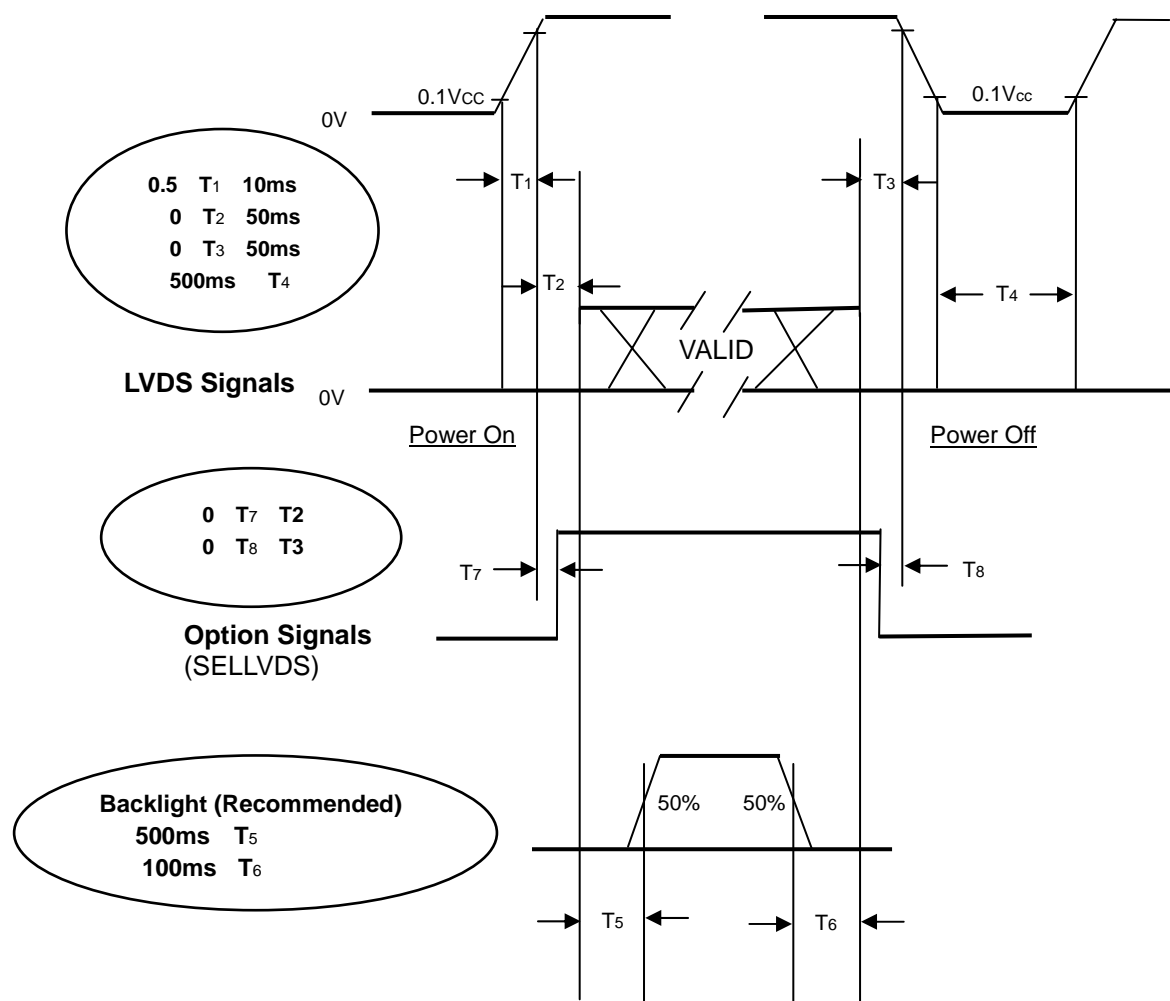 0.1VCC
0.1Vcc
0V
0.5 T1 10ms
0 T2 50ms
0 T3 50ms
500ms T4
T1
T3
T2
T4
VALID
LVDS Signals
0V
Power On
Power Off
0 T7 T2
0 T8 T3
T7
T8
Option Signals
(SELLVDS)
Backlight (Recommended)
500ms T5
100ms T6
50%
50%
T5
T6